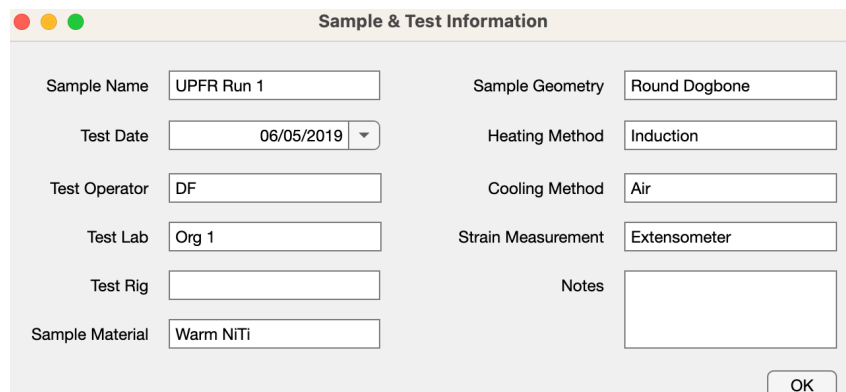 Sample & Test Information
Sample Name UPFR Run 1
Test Date 06/05/2019
Test Operator DF
Test Lab Org 1
Test Rig
Sample Material Warm NiTi
Sample Geometry Round Dogbone
Heating Method Induction
Cooling Method Air
Strain Measurement Extensometer
Notes
OK